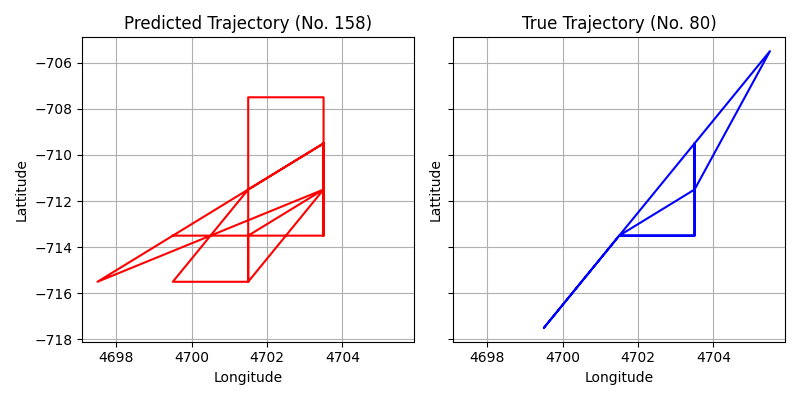 Predicted Trajectory (No. 158)
True Trajectory (No. 80)
Lattitude
−706
−708
−710
−712
−714
−716
−718
4698
4700
4702
4704
Longitude
Lattitude
4698
4700
4702
4704
Longitude